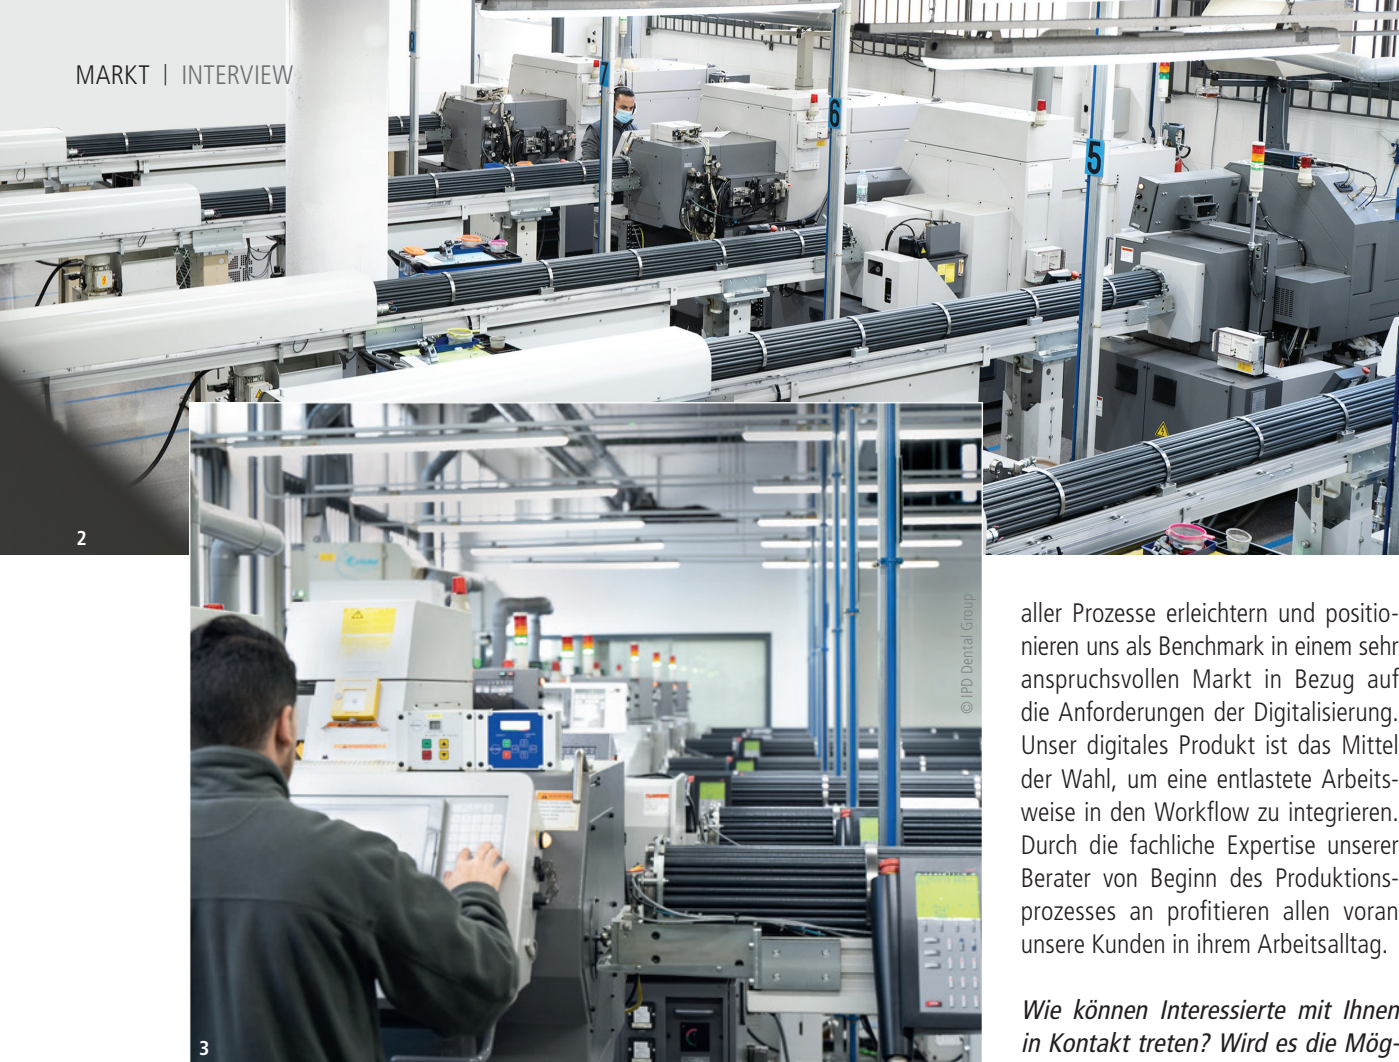 MARKT | INTERVIEW
7
6
5
2
© IPD Dental Group
3
aller Prozesse erleichtern und positio-
nieren uns als Benchmark in einem sehr
anspruchsvollen Markt in Bezug auf
die Anforderungen der Digitalisierung.
Unser digitales Produkt ist das Mittel
der Wahl, um eine entlastete Arbeits-
weise in den Workflow zu integrieren.
Durch die fachliche Expertise unserer
Berater von Beginn des Produktions-
prozesses an profitieren allen voran
unsere Kunden in ihrem Arbeitsalltag.
Wie können Interessierte mit Ihnen
in Kontakt treten? Wird es die Mög-